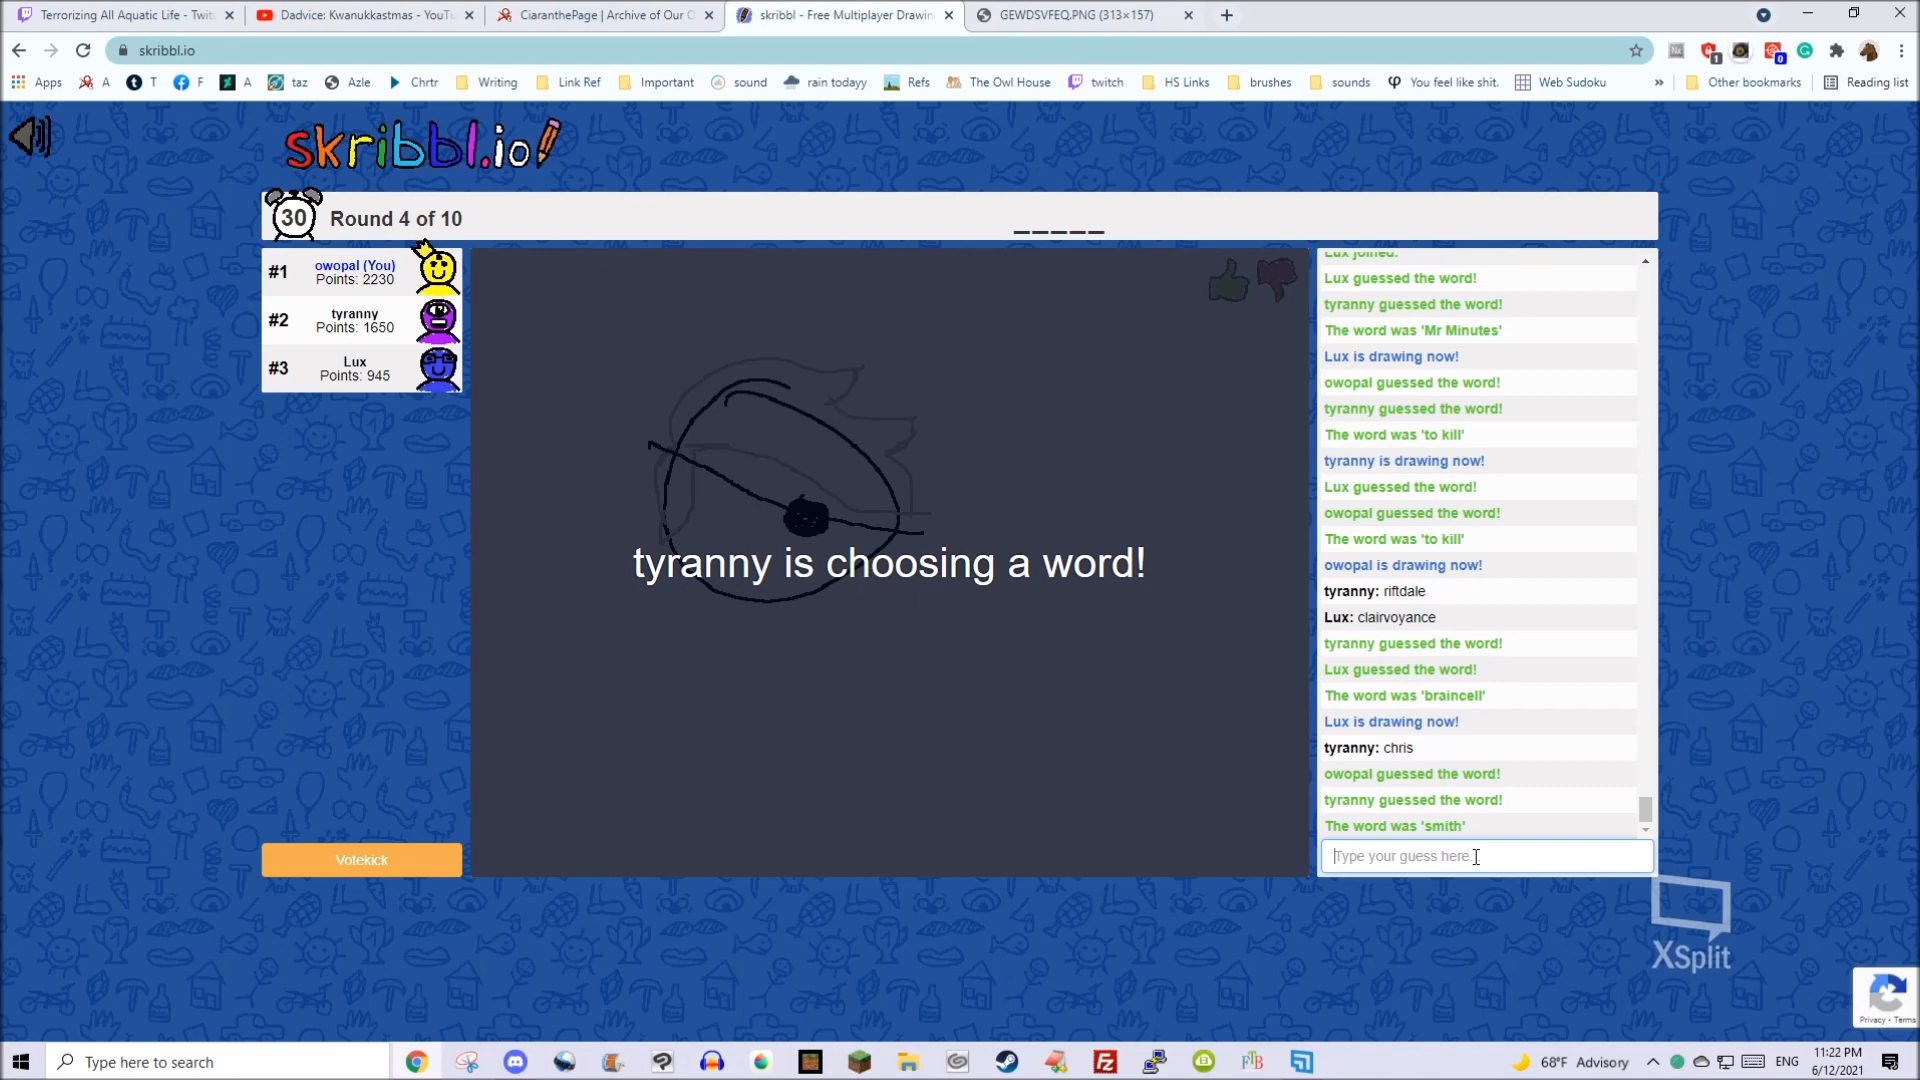 Terrorizing All Aquatic Life - Twit
Dadvice: Kwanukkastmas - YouTu
CiaranthePage | Archive of Our O
skribbl - Free Multiplayer Drawin
GEWDSVFEQ.PNG (313×157)
skribbl.io
Apps
A
T
F
A
taz
Azle
Chrtr
Writing
Link Ref
Important
sound
rain todayy
Refs
The Owl House
twitch
HS Links
brushes
sounds
You feel like shit.
Web Sudoku
»
Other bookmarks
Reading list
skribbl.io
30
Round 4 of 10
_____
#1
owopal (You)
Points: 2230
#2
tyranny
Points: 1650
#3
Lux
Points: 945
tyranny is choosing a word!
Lux joined.
Lux guessed the word!
tyranny guessed the word!
The word was 'Mr Minutes'
Lux is drawing now!
owopal guessed the word!
tyranny guessed the word!
The word was 'to kill'
tyranny is drawing now!
Lux guessed the word!
owopal guessed the word!
The word was 'to kill'
owopal is drawing now!
tyranny: riftdale
Lux: clairvoyance
tyranny guessed the word!
Lux guessed the word!
The word was 'braincell'
Lux is drawing now!
tyranny: chris
owopal guessed the word!
tyranny guessed the word!
The word was 'smith'
Type your guess here
Votekick
XSplit
Privacy - Terms
Type here to search
68°F Advisory
ENG
11:22 PM
6/12/2021